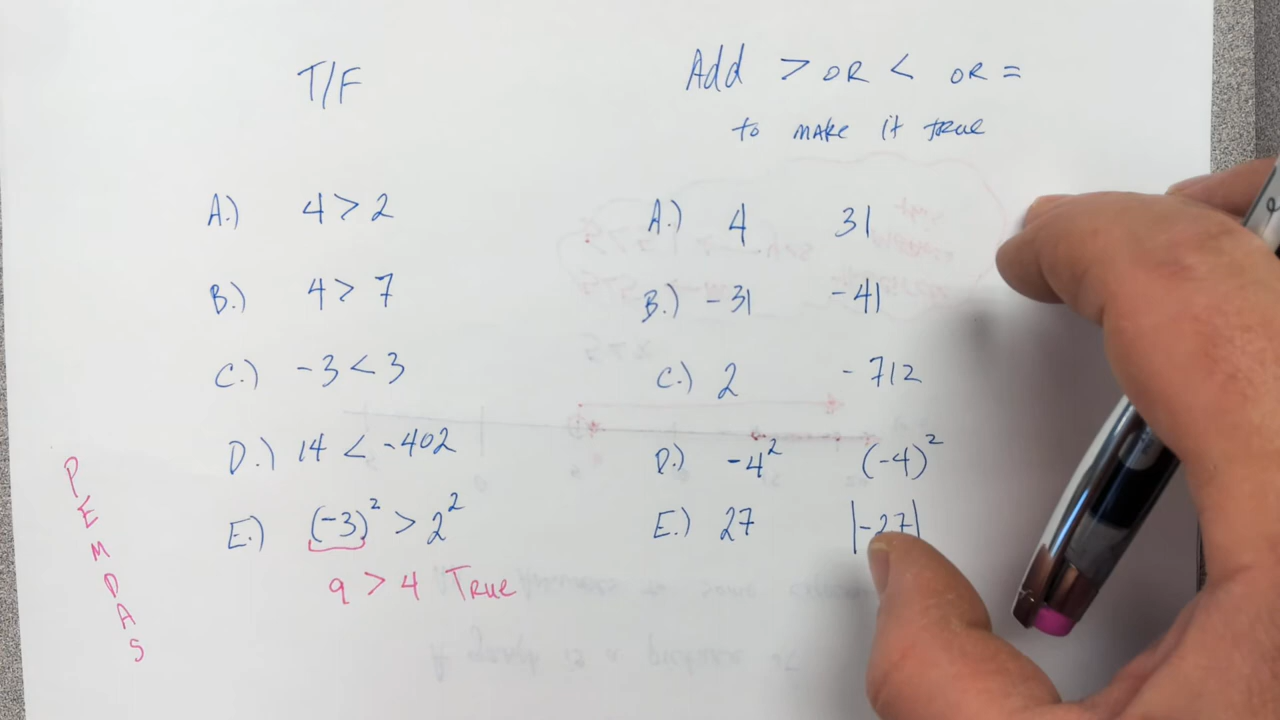 T/F
A.) 4 > 2
B.) 4 > 7
C.) -3 < 3
D.) 14 < -402
E.) (-3)² > 2²
9 > 4 True
PEMDAS
Add > OR < OR =
to make it true
A.) 4 31
B.) -31 -41
C.) 2 -712
D.) -4² (-4)²
E.) 27 |-27|